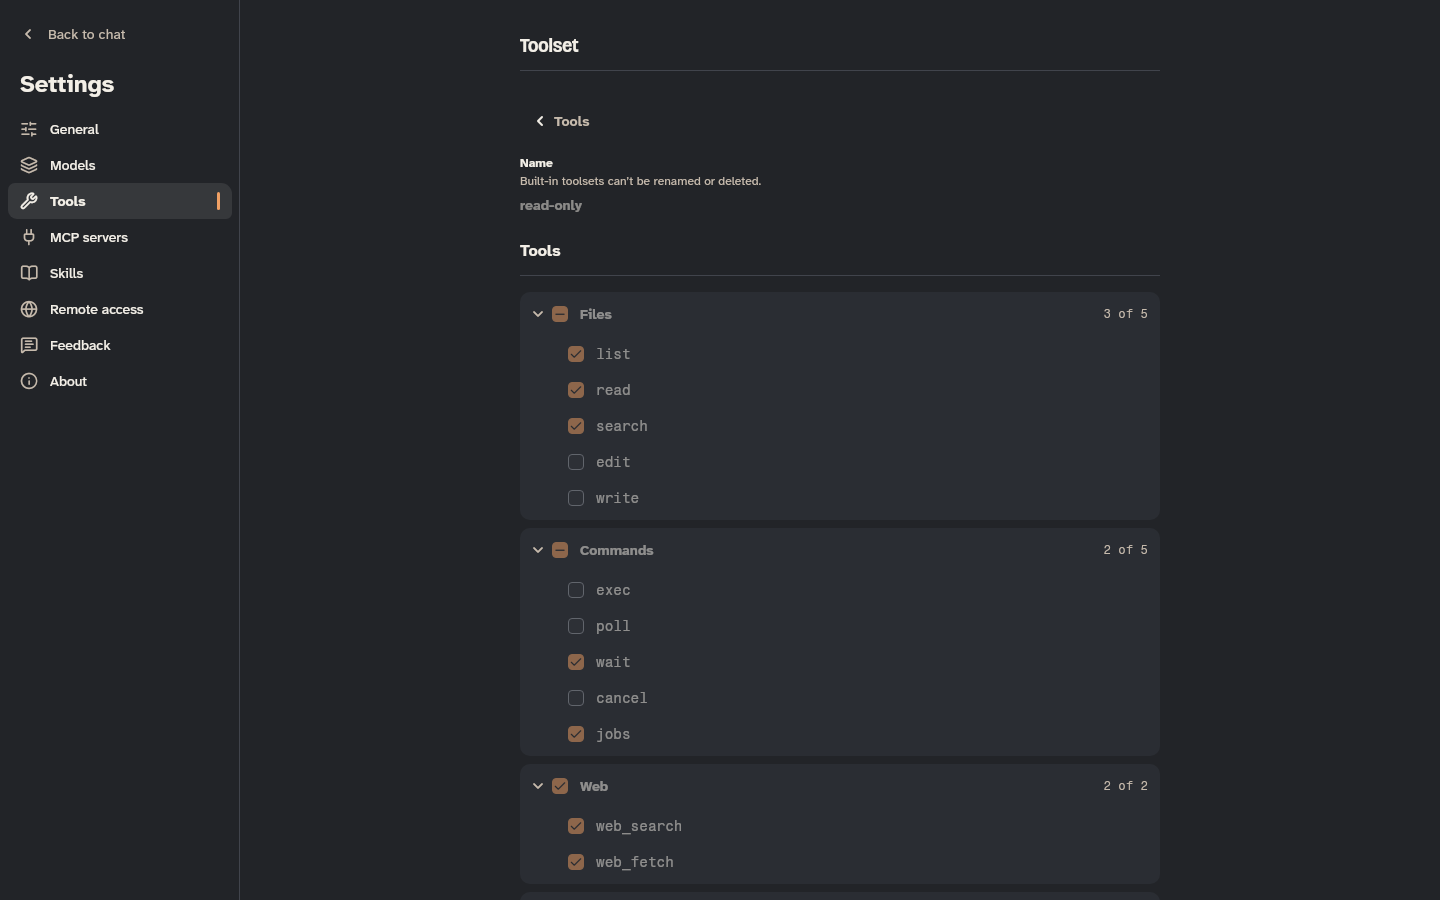 Back to chat
Settings
General
Models
Tools
MCP servers
Skills
Remote access
Feedback
About
Toolset
Tools
Name
Built-in toolsets can't be renamed or deleted.
read-only
Tools
Files
3 of 5
list
read
search
edit
write
Commands
2 of 5
exec
poll
wait
cancel
jobs
Web
2 of 2
web_search
web_fetch